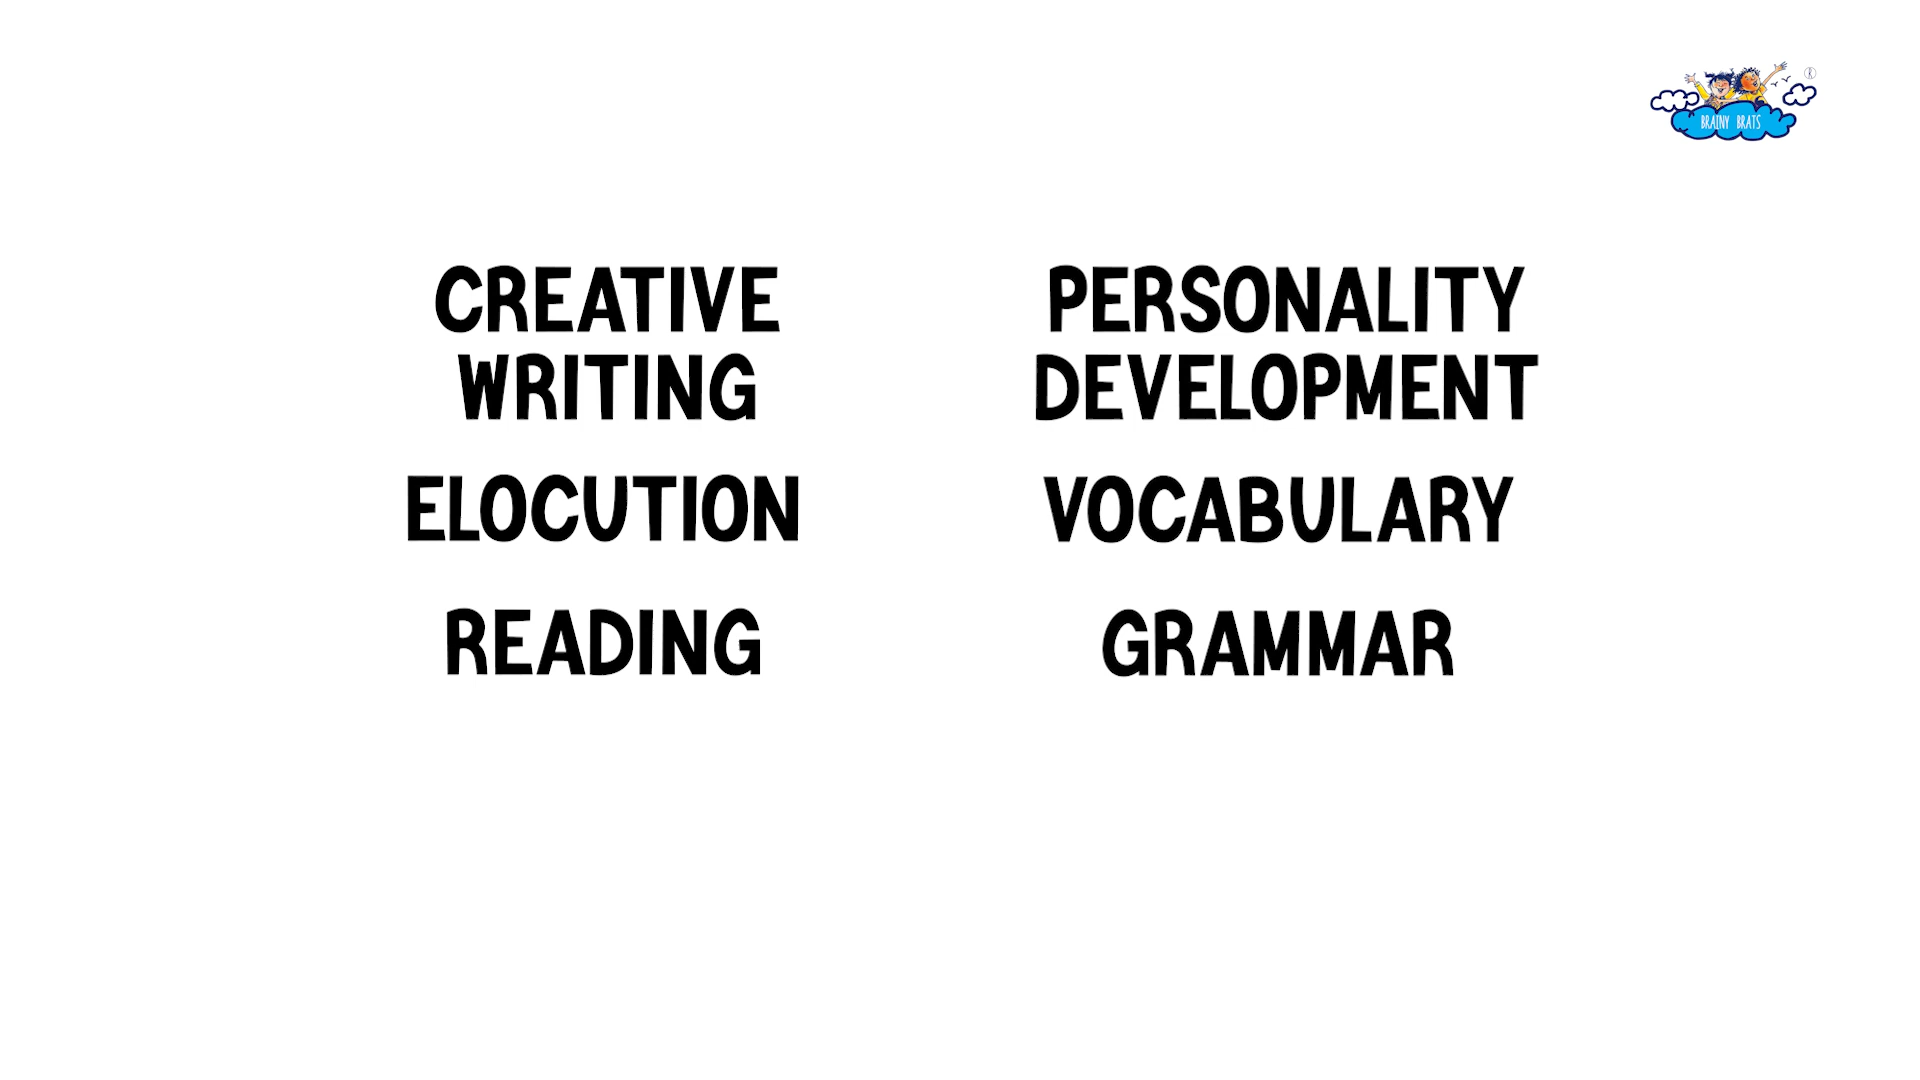 BRAINY BRATS
CREATIVE
WRITING
PERSONALITY
DEVELOPMENT
ELOCUTION
VOCABULARY
READING
GRAMMAR